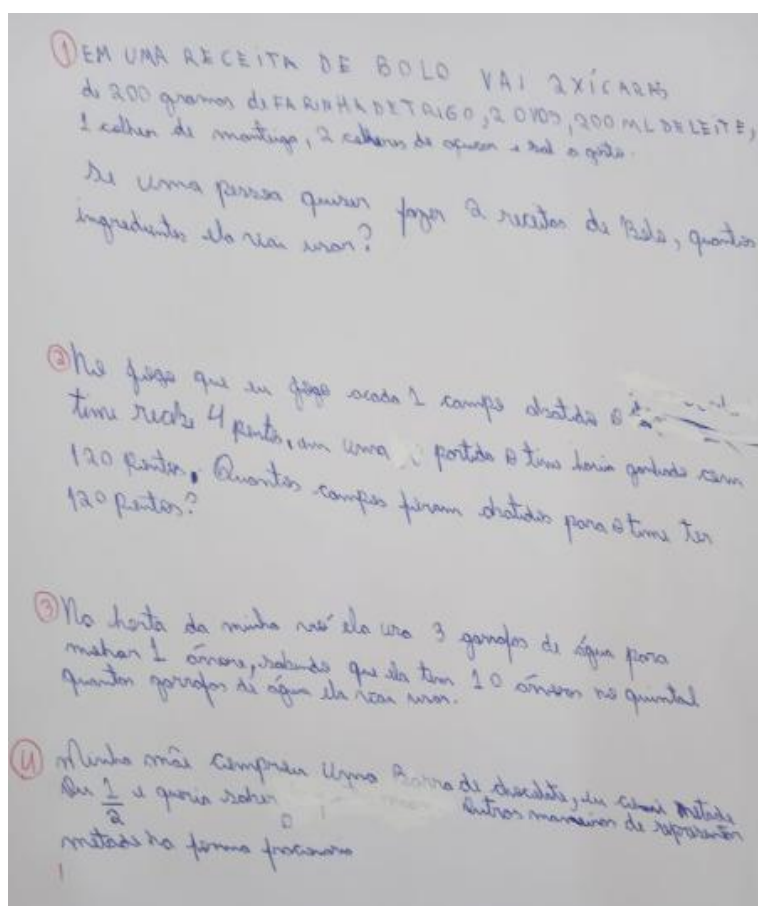 ① EM UMA RECEITA DE BOLO VAI 2 XÍCARAS
de 200 gramas de FARINHA DE TRIGO, 2 OVOS, 200 ML DE LEITE,
1 colher de manteiga, 2 colheres de açucar e sal a gosto.
Se uma pessoa quiser fazer 2 receitas de Bolo, quantos
ingredientes ela vai usar?
② No jogo que eu jogo acada 1 campo abatido o
time recebe 4 pontos, em uma partida o time havia ganhado com
120 pontos. Quantos campos foram abatidos para o time ter
120 pontos?
③ Na horta da minha vó ela usa 3 garrafas de água para
molhar 1 árvore, sabendo que ela tem 10 árvores no quintal
quantas garrafas de água ela vai usar.
④ Minha mãe comprou uma Barra de chocolate, eu comi metade
Ou 1/2 e queria saber outras maneiras de representar
metade na forma